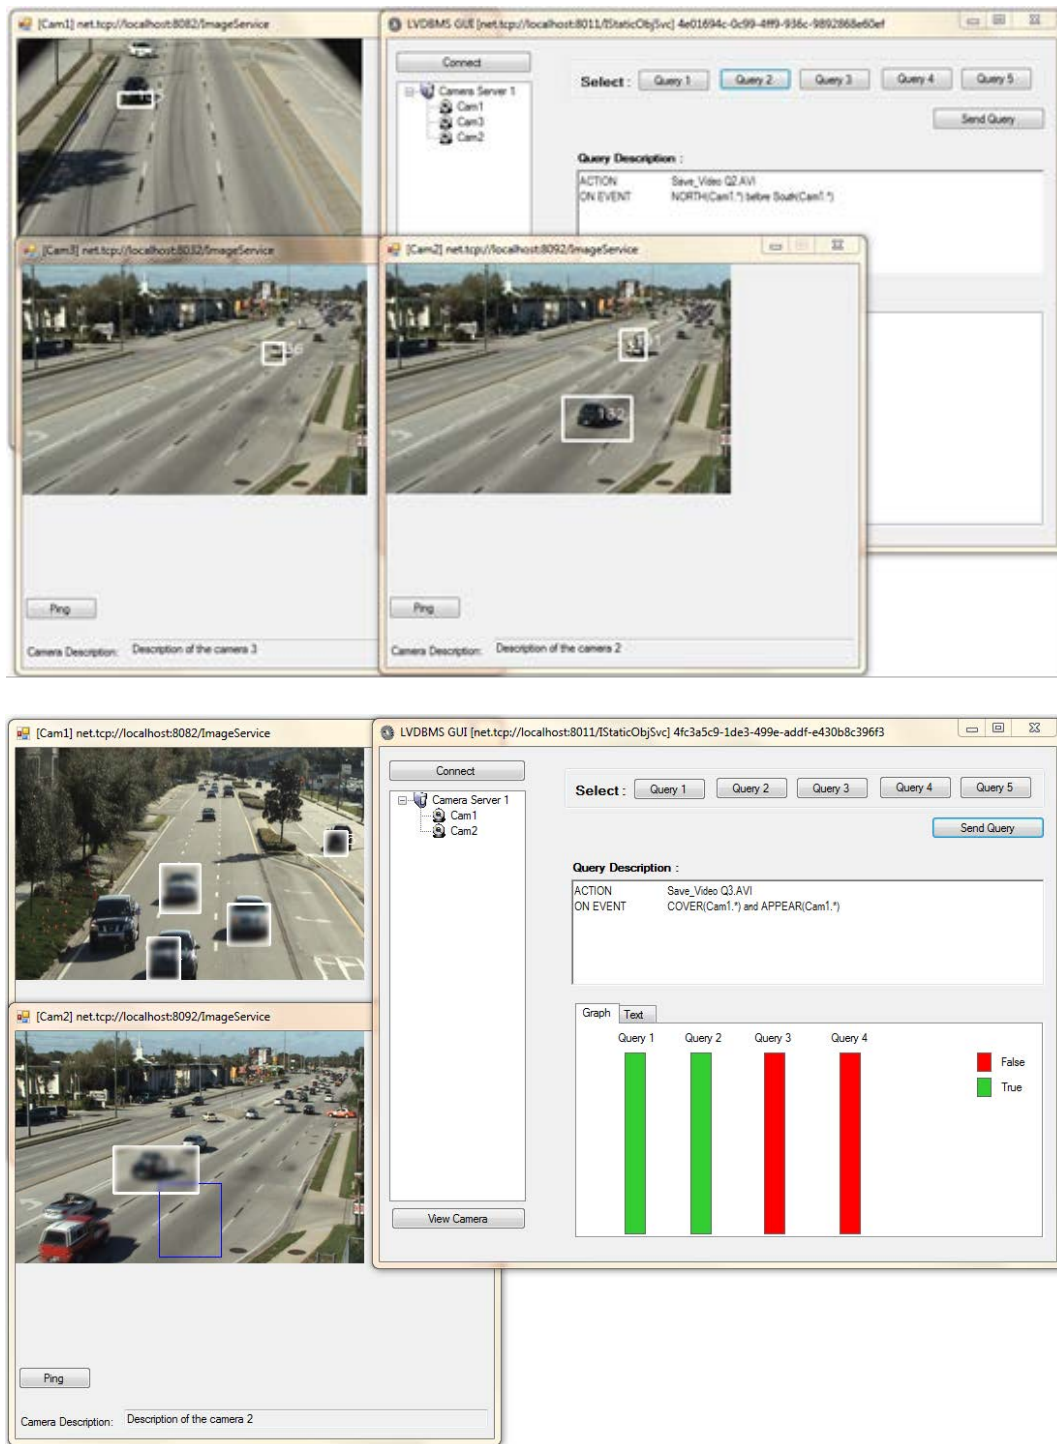 [Cam1] net.tcp://localhost:8082/ImageService
LVDBMS GUI [net.tcp://localhost:8011/IStaticObjSvc] 4e01694c-0c99-4ff9-936c-9892868e60ef
Connect
Camera Server 1
Cam1
Cam3
Cam2
Select : Query 1 Query 2 Query 3 Query 4 Query 5
Send Query
Query Description :
ACTION Save_Video Q2.AVI
ON EVENT NORTH(Cam1.*) before South(Cam1.*)
[Cam3] net.tcp://localhost:8032/ImageService
[Cam2] net.tcp://localhost:8092/ImageService
132
Ping
Camera Description: Description of the camera 3
Ping
Camera Description: Description of the camera 2
[Cam1] net.tcp://localhost:8082/ImageService
LVDBMS GUI [net.tcp://localhost:8011/IStaticObjSvc] 4fc3a5c9-1de3-499e-addf-e430b8c396f3
Connect
Camera Server 1
Cam1
Cam2
Select : Query 1 Query 2 Query 3 Query 4 Query 5
Send Query
Query Description :
ACTION Save_Video Q3.AVI
ON EVENT COVER(Cam1.*) and APPEAR(Cam1.*)
[Cam2] net.tcp://localhost:8092/ImageService
Graph Text
Query 1 Query 2 Query 3 Query 4
False
True
View Camera
Ping
Camera Description: Description of the camera 2